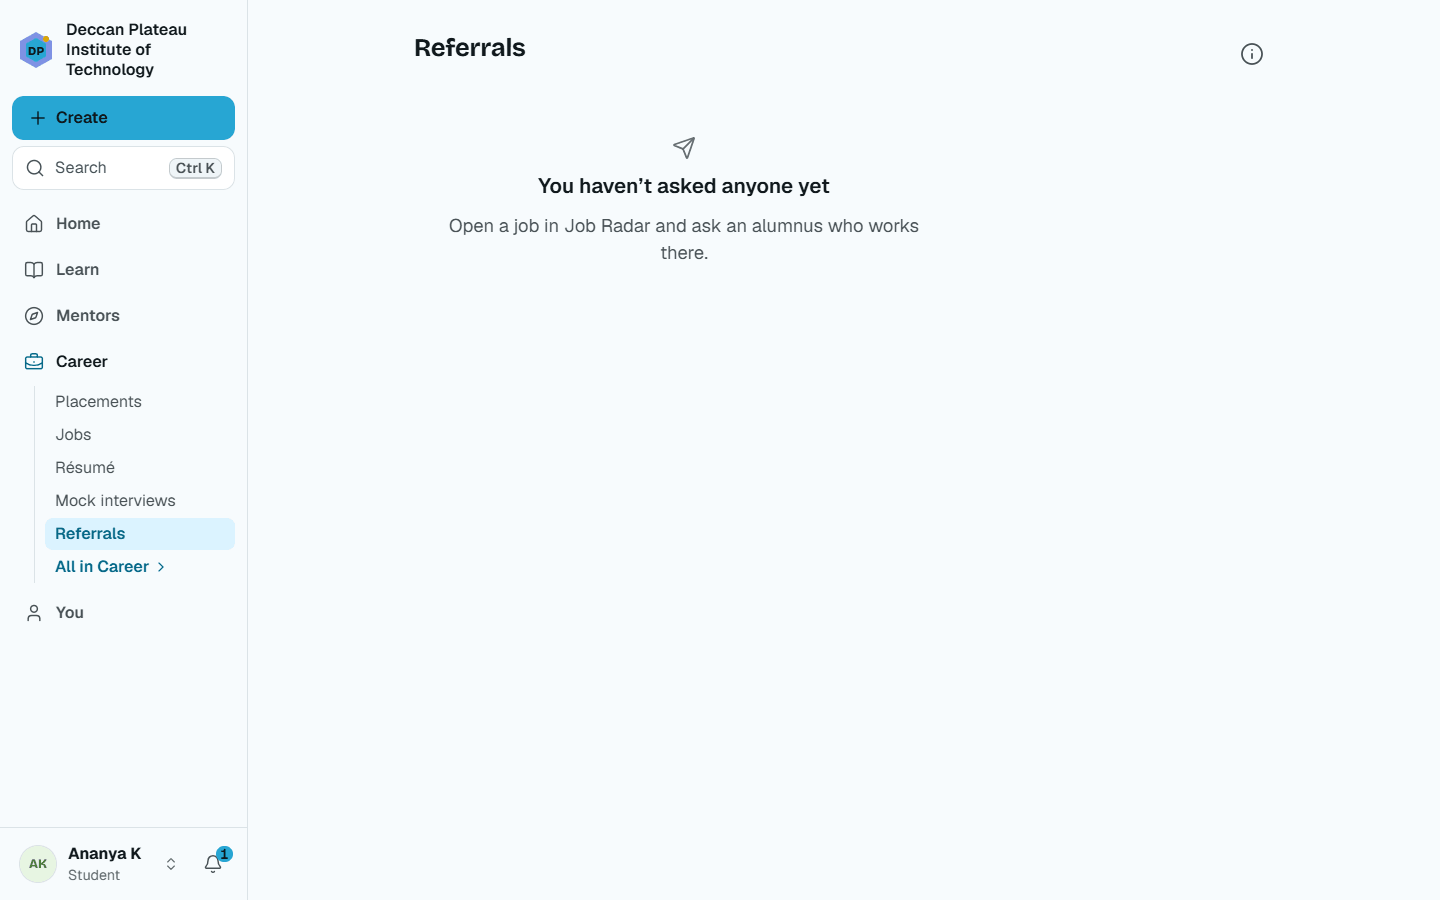 DP
Deccan Plateau
Institute of
Technology
Create
Search
Ctrl K
Home
Learn
Mentors
Career
Placements
Jobs
Résumé
Mock interviews
Referrals
All in Career
You
AK
Ananya K
Student
1
Referrals
You haven’t asked anyone yet
Open a job in Job Radar and ask an alumnus who works
there.